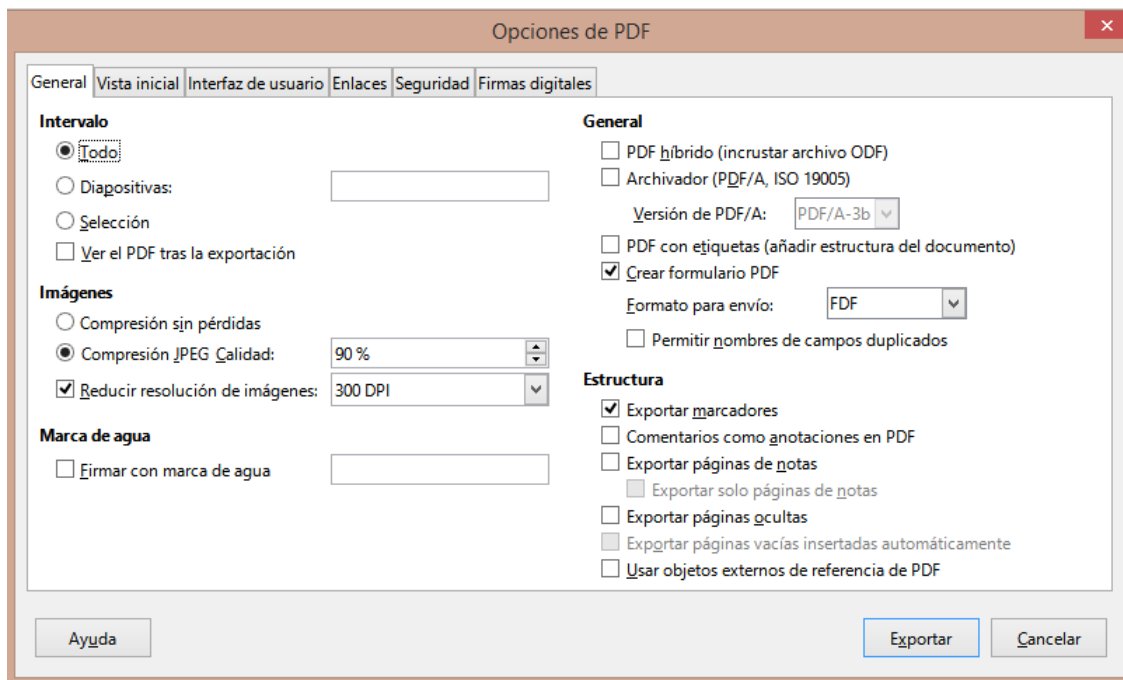 Opciones de PDF
General Vista inicial Interfaz de usuario Enlaces Seguridad Firmas digitales
Intervalo
Todo
Diapositivas:
Selección
Ver el PDF tras la exportación
Imágenes
Compresión sin pérdidas
Compresión JPEG Calidad: 90 %
Reducir resolución de imágenes: 300 DPI
Marca de agua
Firmar con marca de agua
General
PDF híbrido (incrustar archivo ODF)
Archivador (PDF/A, ISO 19005)
Versión de PDF/A: PDF/A-3b
PDF con etiquetas (añadir estructura del documento)
Crear formulario PDF
Formato para envío: FDF
Permitir nombres de campos duplicados
Estructura
Exportar marcadores
Comentarios como anotaciones en PDF
Exportar páginas de notas
Exportar solo páginas de notas
Exportar páginas ocultas
Exportar páginas vacías insertadas automáticamente
Usar objetos externos de referencia de PDF
Ayuda Exportar Cancelar